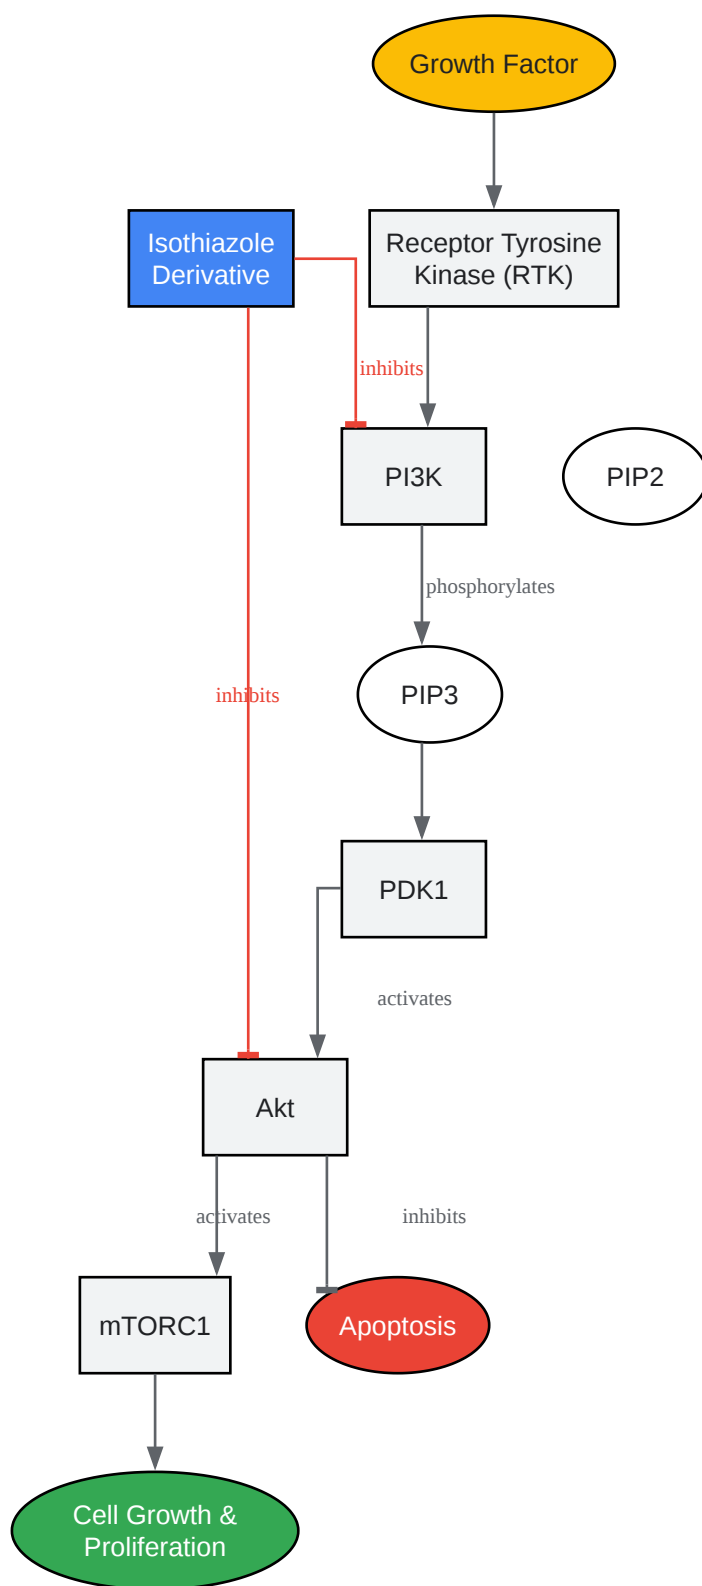 Growth Factor
Isothiazole
Derivative
Receptor Tyrosine
Kinase (RTK)
inhibits
PI3K
PIP2
phosphorylates
PIP3
inhibits
PDK1
activates
Akt
activates
inhibits
mTORC1
Apoptosis
Cell Growth &
Proliferation